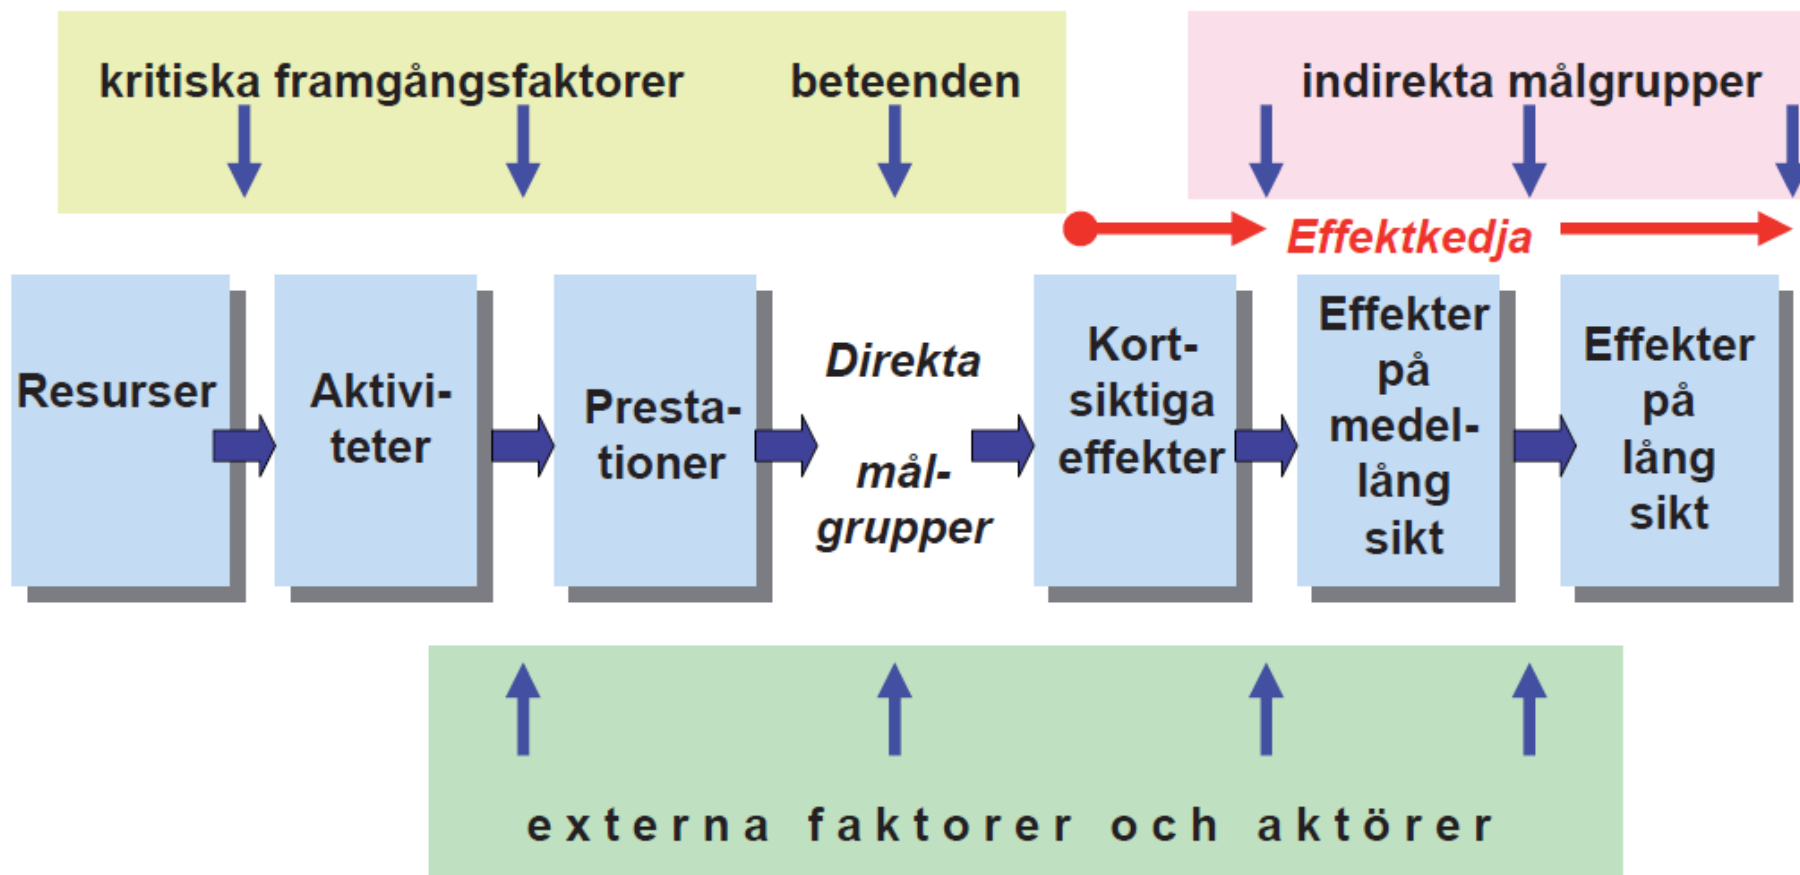 kritiska framgångsfaktorer
beteenden
indirekta målgrupper
Effektkedja
Resurser
Aktivi-
teter
Presta-
tioner
Direkta
mål-
grupper
Kort-
siktiga
effekter
Effekter
på
medel-
lång
sikt
Effekter
på
lång
sikt
externa faktorer och aktörer